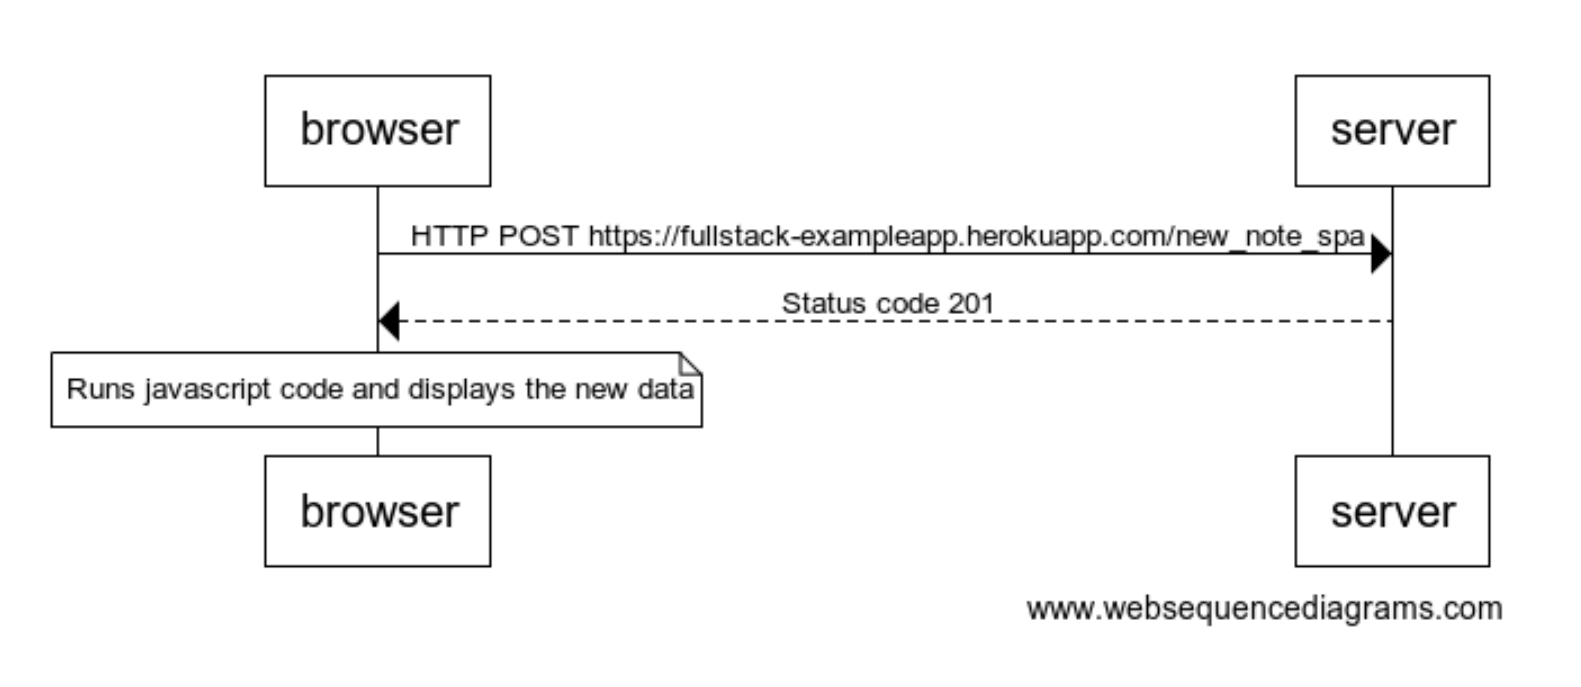 browser
server
HTTP POST https://fullstack-exampleapp.herokuapp.com/new_note_spa
Status code 201
Runs javascript code and displays the new data
browser
server
www.websequencediagrams.com